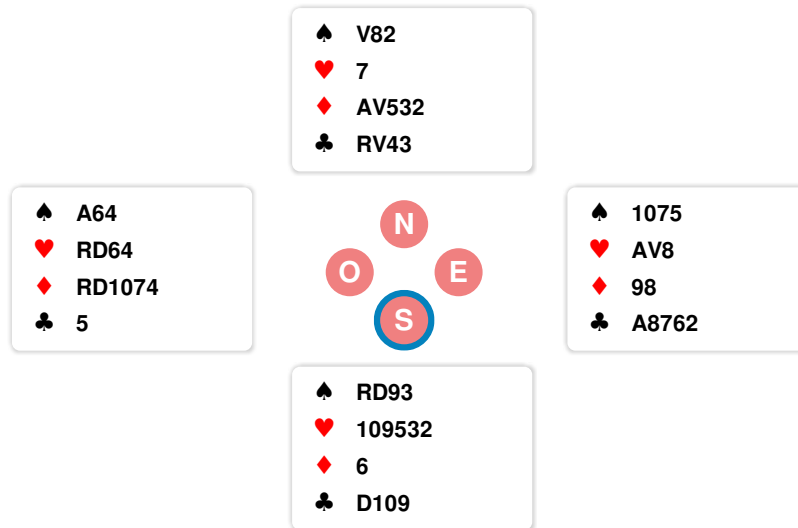 ♠ V82
♥ 7
♦ AV532
♣ RV43
♠ A64
♥ RD64
♦ RD1074
♣ 5
N
O
E
S
♠ 1075
♥ AV8
♦ 98
♣ A8762
♠ RD93
♥ 109532
♦ 6
♣ D109